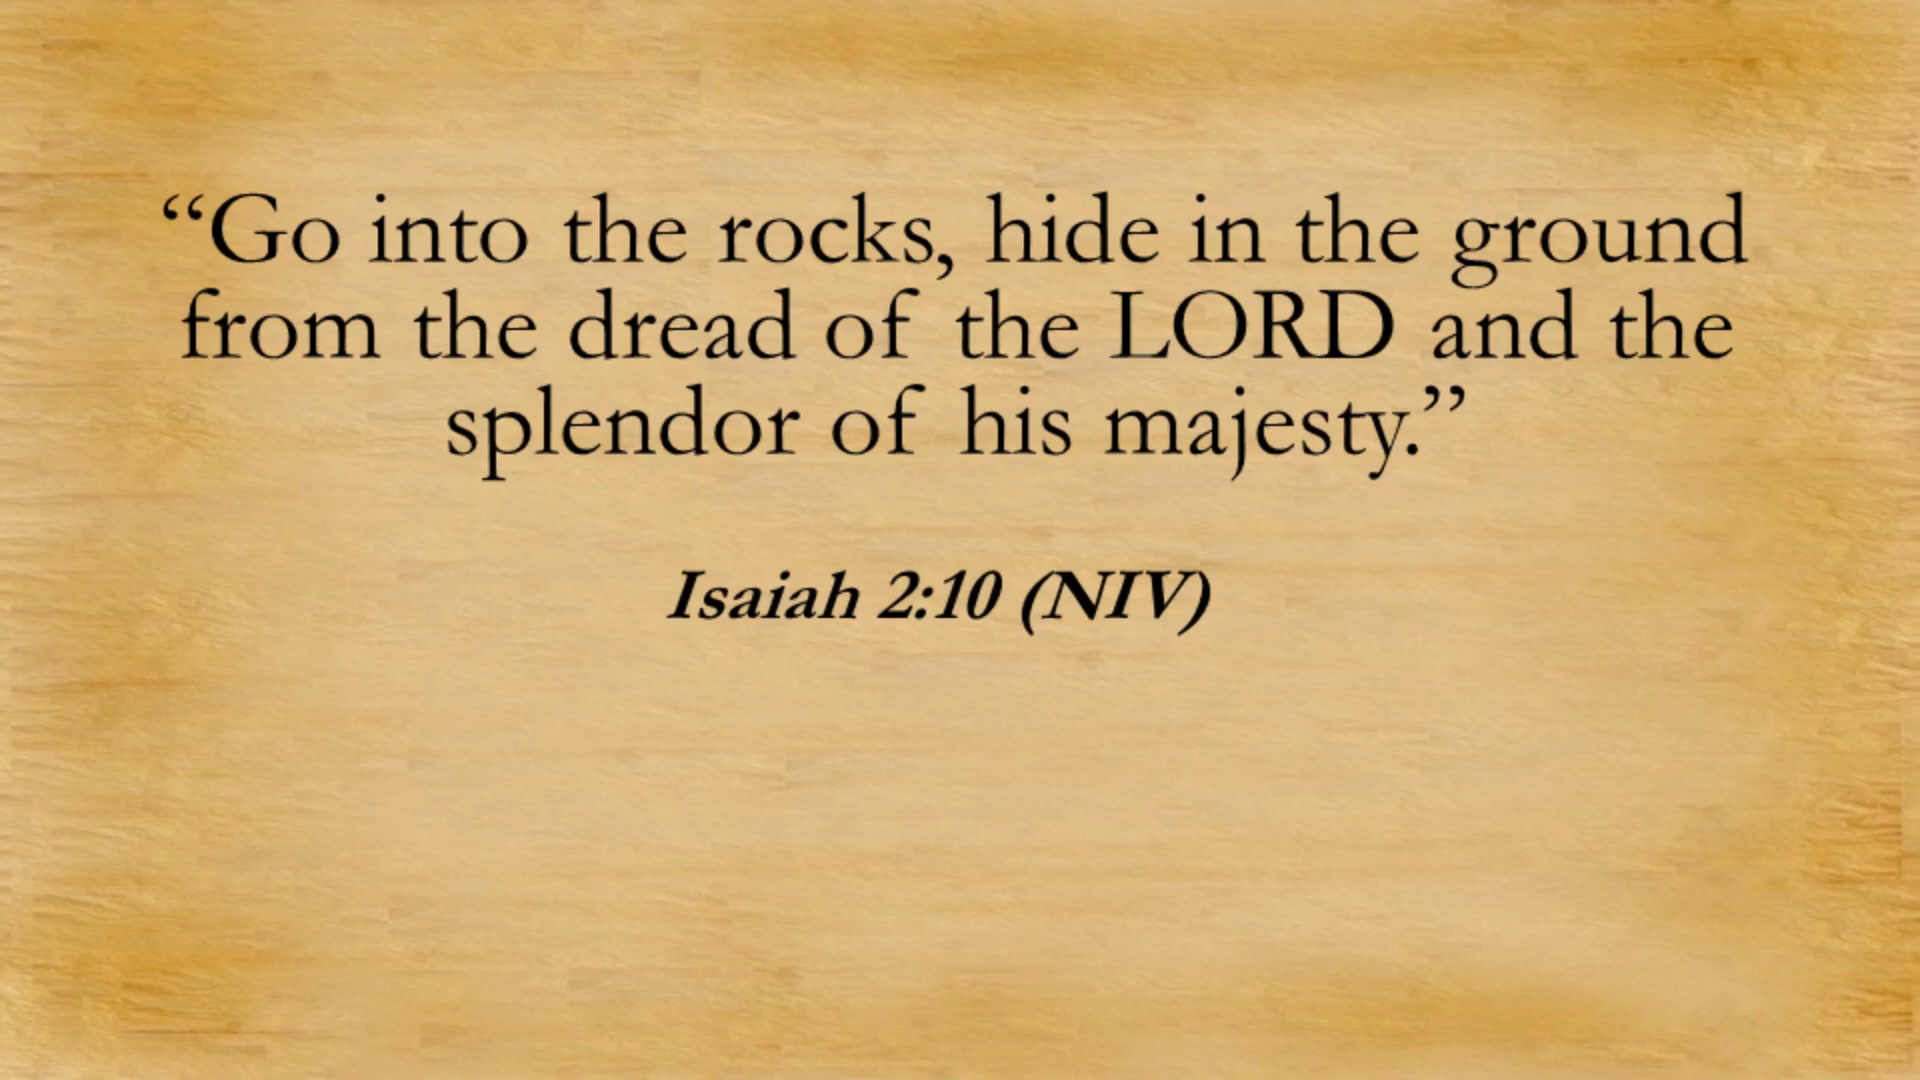 “Go into the rocks, hide in the ground
from the dread of the LORD and the
splendor of his majesty.”
Isaiah 2:10 (NIV)